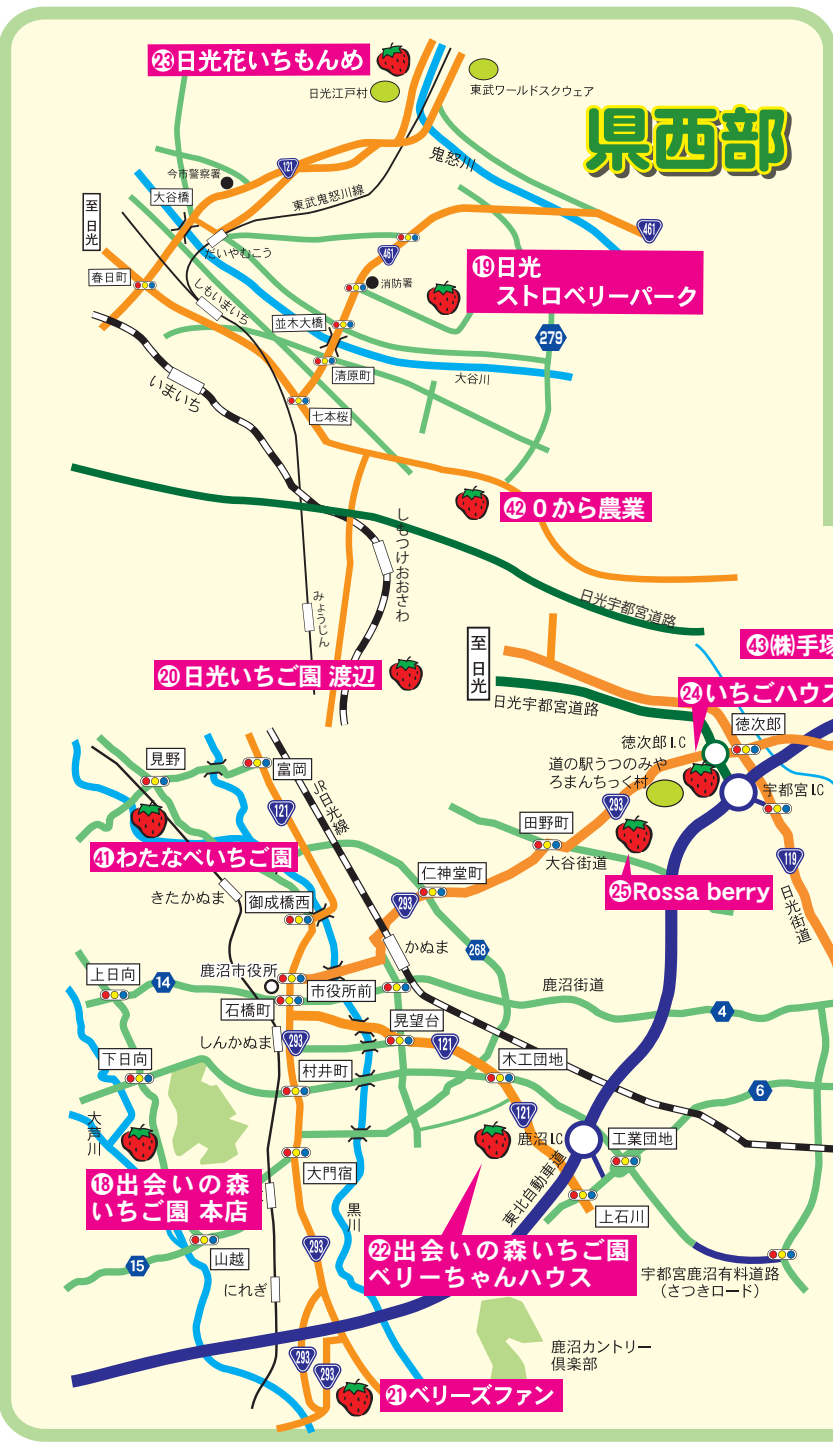 ㉓日光花いちもんめ
日光江戸村
東武ワールドスクウェア
県西部
鬼怒川
121
今市警察署
大谷橋
東武鬼怒川線
至 日光
461
461
だいやむこう
⑲日光
ストロベリーパーク
春日町
消防署
しもいまいち
並木大橋
279
清原町
大谷川
いまいち
七本桜
㊷0から農業
しもつけおおさわ
みょうじん
日光宇都宮道路
㊸㈱手塚
至 日光
⑳日光いちご園 渡辺
㉔いちごハウス
日光宇都宮道路
徳次郎
徳次郎I.C
見野
富岡
道の駅うつのみや
ろまんちっく村
宇都宮I.C
JR日光線
121
293
田野町
㊶わたなべいちご園
大谷街道
119
仁神堂町
㉕Rossa berry
きたかぬま
御成橋西
293
日光街道
かぬま
268
上日向
鹿沼市役所
14
市役所前
鹿沼街道
石橋町
4
晃望台
しんかぬま
293
121
下日向
村井町
木工団地
6
大芦川
121
鹿沼I.C
工業団地
大門宿
⑱出会いの森
いちご園 本店
東北自動車道
黒川
上石川
山越
293
㉒出会いの森いちご園
ベリーちゃんハウス
15
宇都宮鹿沼有料道路
(さつきロード)
にれぎ
鹿沼カントリー
倶楽部
293
293
㉑ベリーズファン